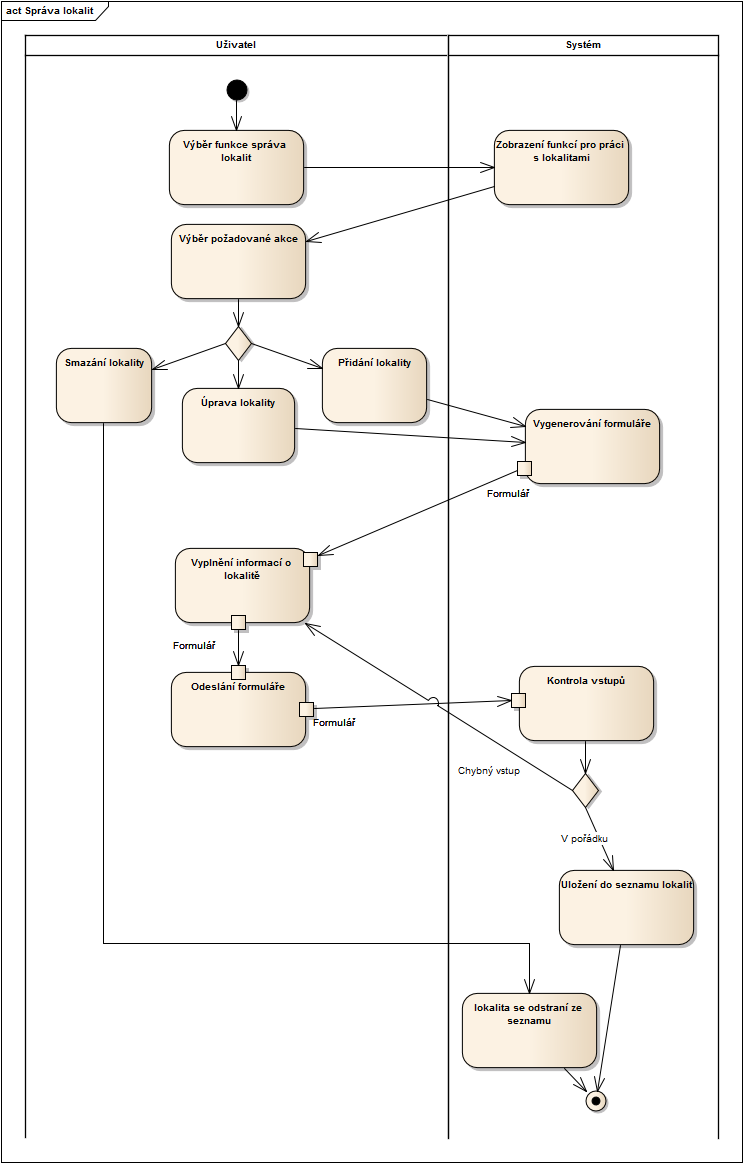 act Správa lokalit
Uživatel
Systém
Výběr funkce správa
lokalit
Zobrazení funkcí pro práci
s lokalitami
Výběr požadované akce
Smazání lokality
Přidání lokality
Úprava lokality
Vygenerování formuláře
Formulář
Vyplnění informací o
lokalitě
Formulář
Odeslání formuláře
Kontrola vstupů
Formulář
Chybný vstup
V pořádku
Uložení do seznamu lokalit
lokalita se odstraní ze
seznamu